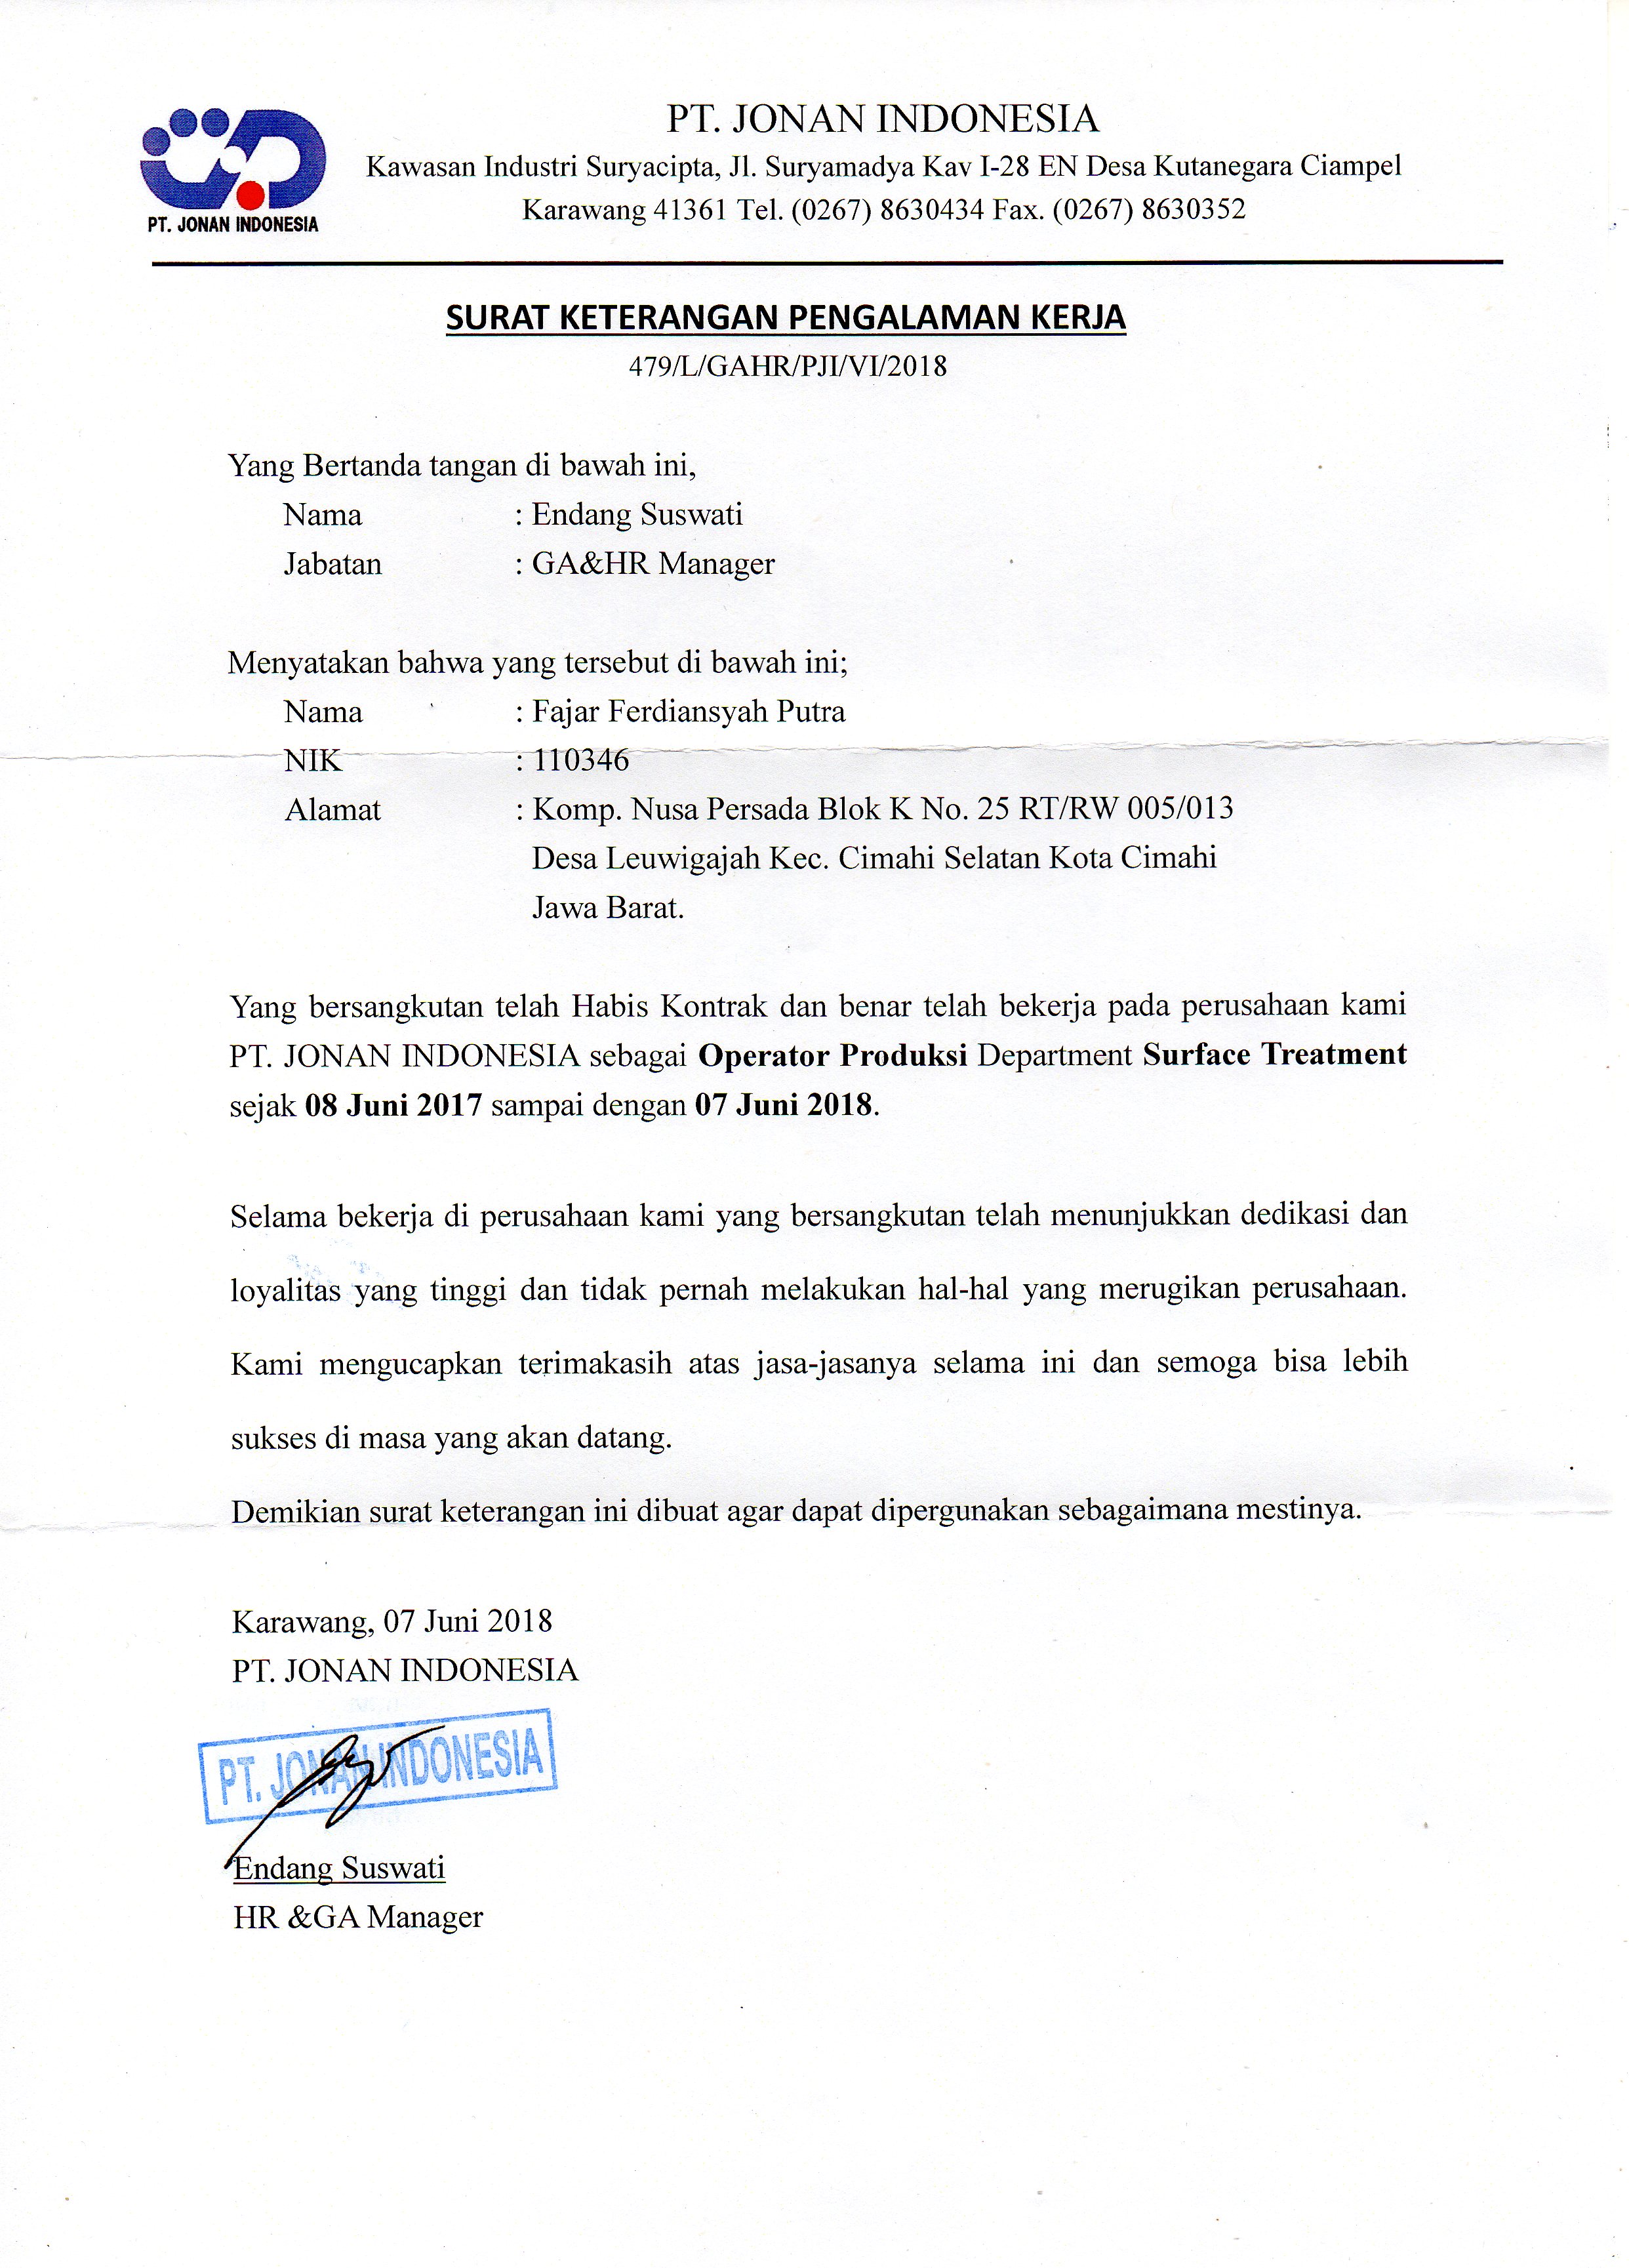 PT. JONAN INDONESIA
Kawasan Industri Suryacipta, Jl. Suryamadya Kav I-28 EN Desa Kutanegara Ciampel
Karawang 41361 Tel. (0267) 8630434 Fax. (0267) 8630352
PT. JONAN INDONESIA
SURAT KETERANGAN PENGALAMAN KERJA
479/L/GAHR/PJI/VI/2018
Yang Bertanda tangan di bawah ini,
Nama : Endang Suswati
Jabatan : GA&HR Manager
Menyatakan bahwa yang tersebut di bawah ini;
Nama : Fajar Ferdiansyah Putra
NIK : 110346
Alamat : Komp. Nusa Persada Blok K No. 25 RT/RW 005/013
Desa Leuwigajah Kec. Cimahi Selatan Kota Cimahi
Jawa Barat.
Yang bersangkutan telah Habis Kontrak dan benar telah bekerja pada perusahaan kami
PT. JONAN INDONESIA sebagai Operator Produksi Department Surface Treatment
sejak 08 Juni 2017 sampai dengan 07 Juni 2018.
Selama bekerja di perusahaan kami yang bersangkutan telah menunjukkan dedikasi dan
loyalitas yang tinggi dan tidak pernah melakukan hal-hal yang merugikan perusahaan.
Kami mengucapkan terimakasih atas jasa-jasanya selama ini dan semoga bisa lebih
sukses di masa yang akan datang.
Demikian surat keterangan ini dibuat agar dapat dipergunakan sebagaimana mestinya.
Karawang, 07 Juni 2018
PT. JONAN INDONESIA
PT. JONAN INDONESIA
Endang Suswati
HR &GA Manager